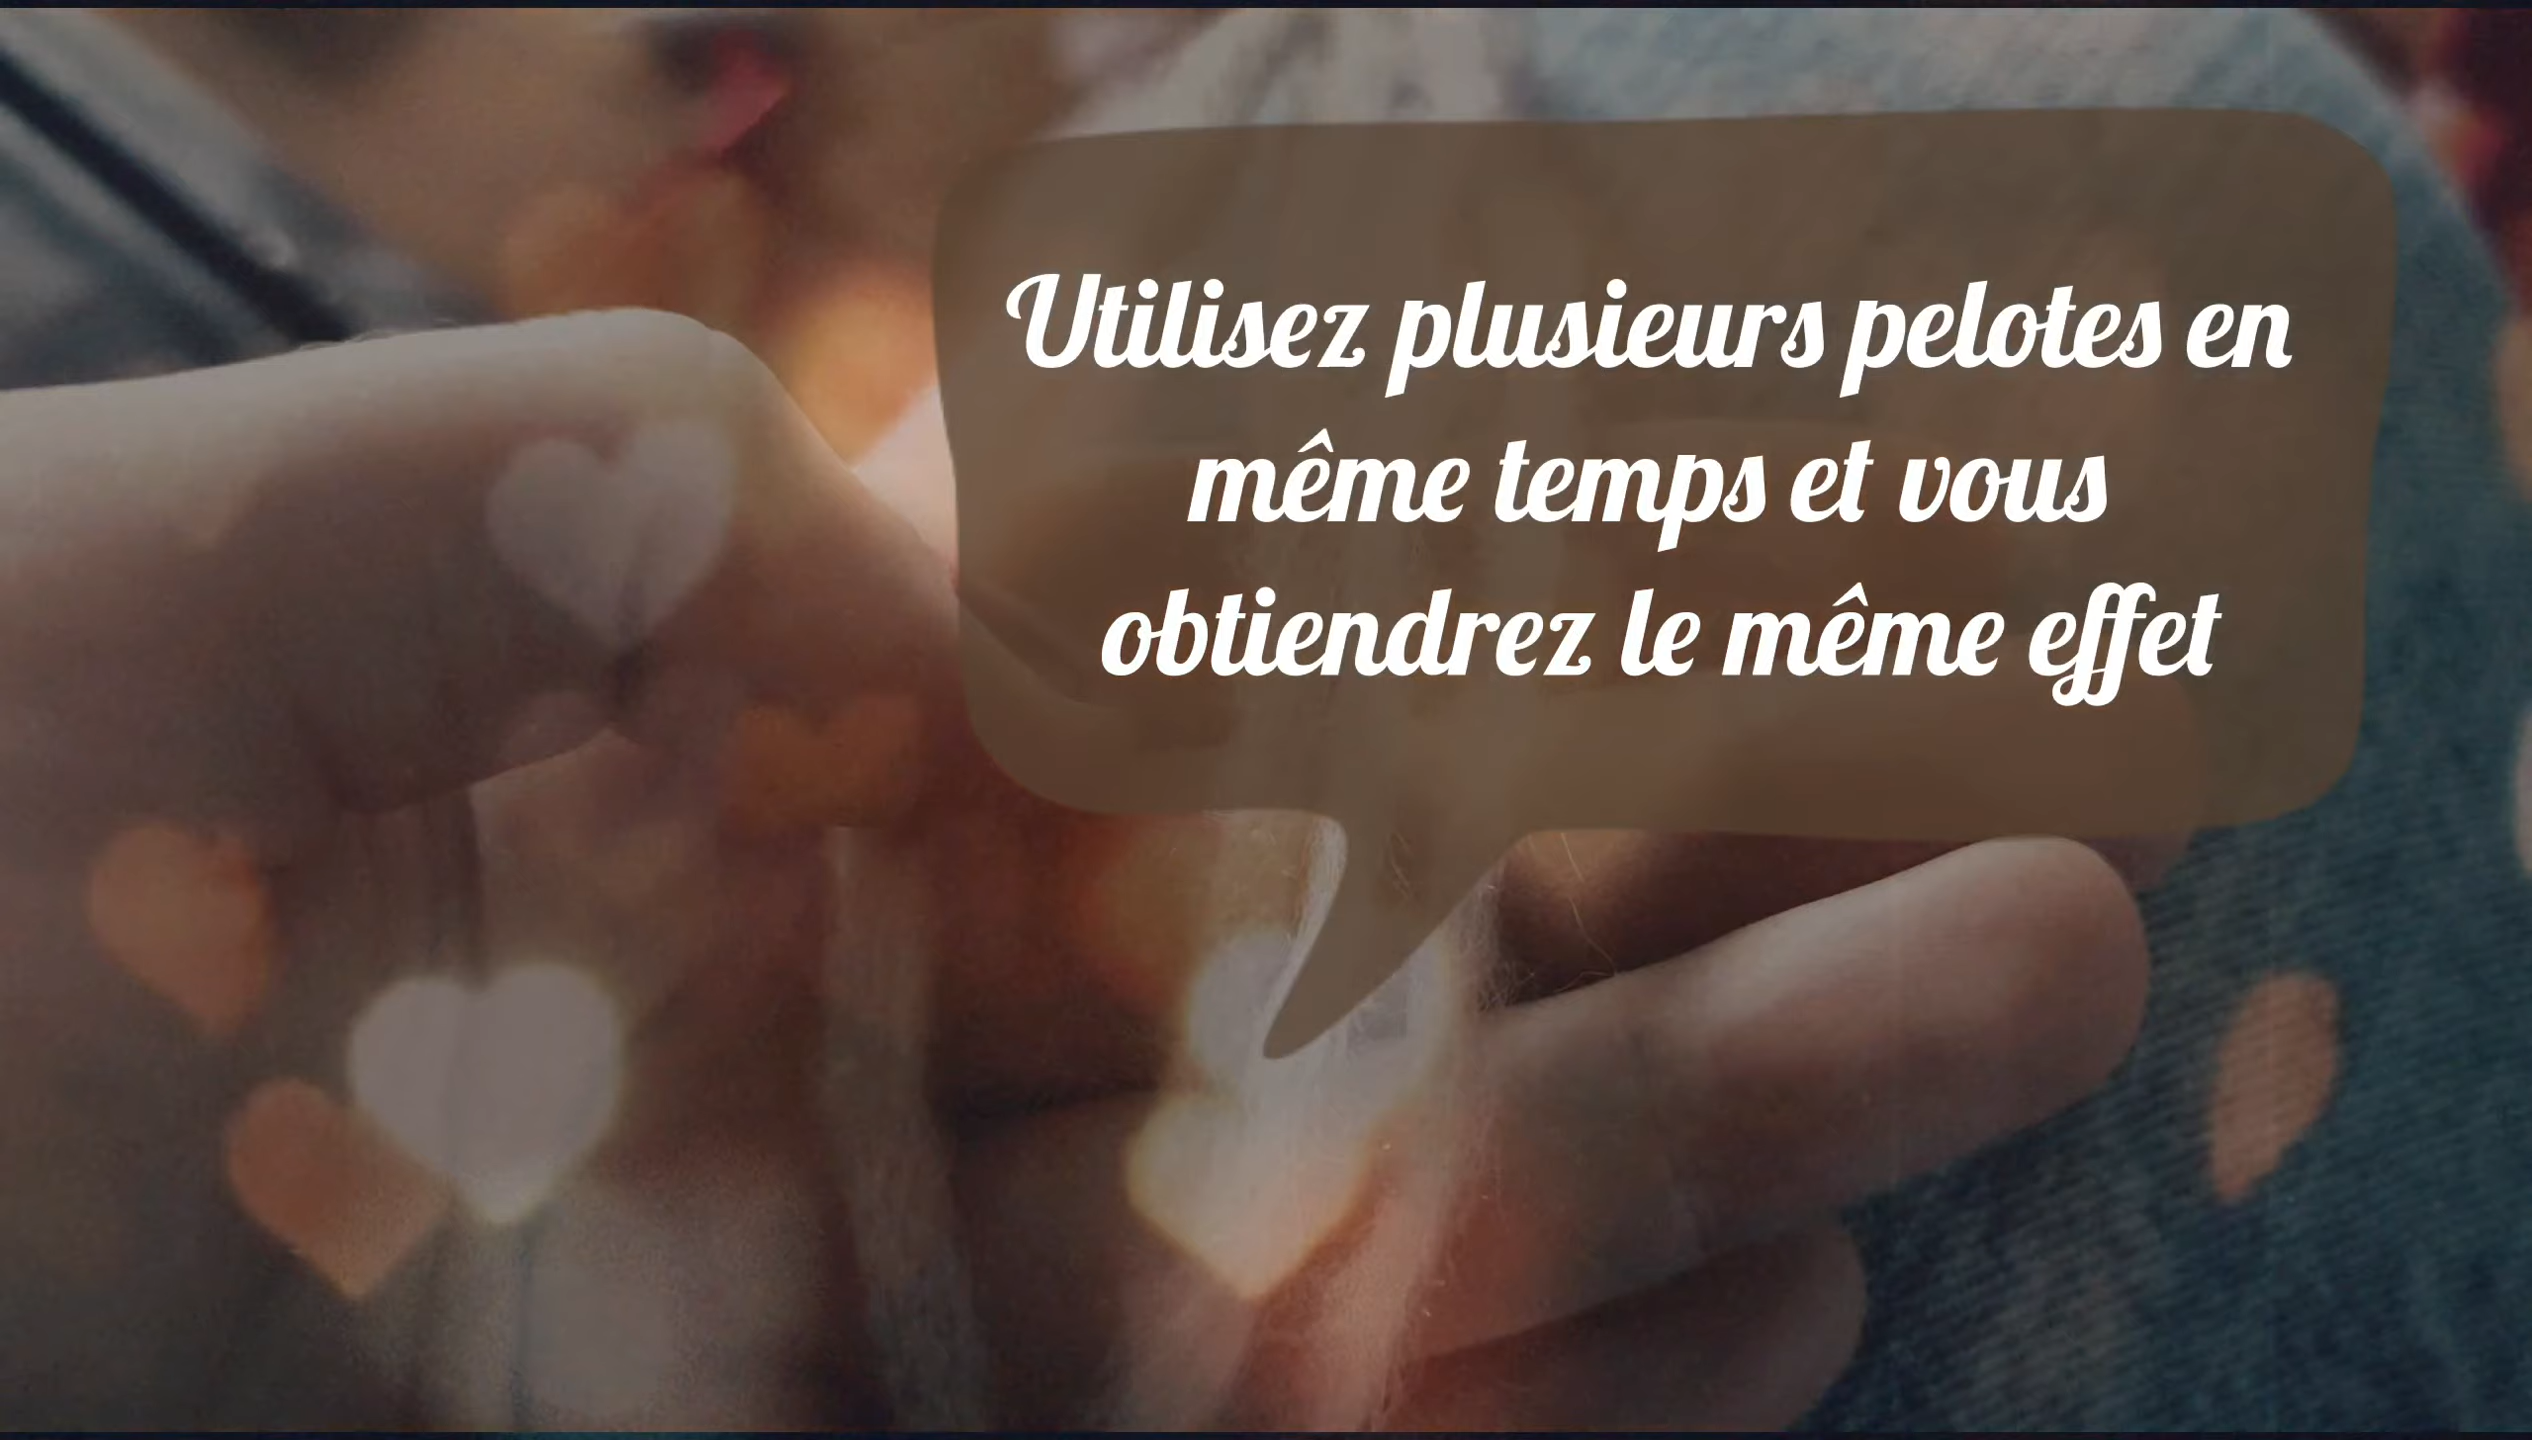 Utilisez plusieurs pelotes en
même temps et vous
obtiendrez le même effet